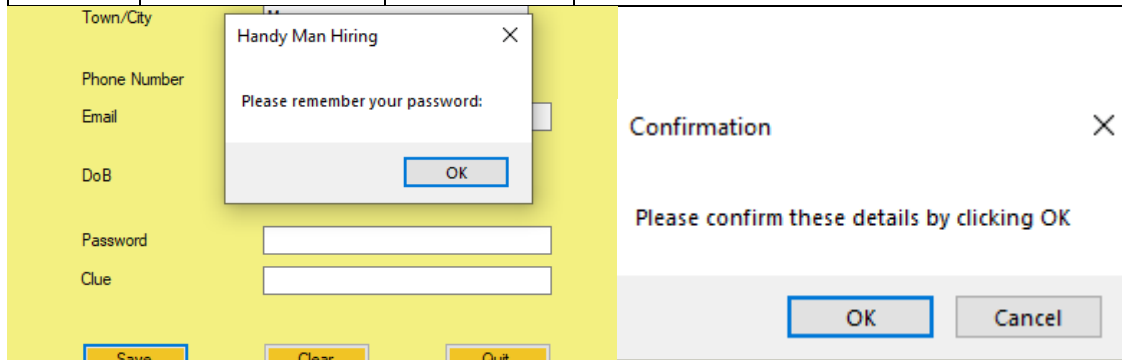 Town/City
Handy Man Hiring
Phone Number
Please remember your password:
Email
DoB
OK
Password
Clue
Save Clear Quit
Confirmation
Please confirm these details by clicking OK
OK Cancel